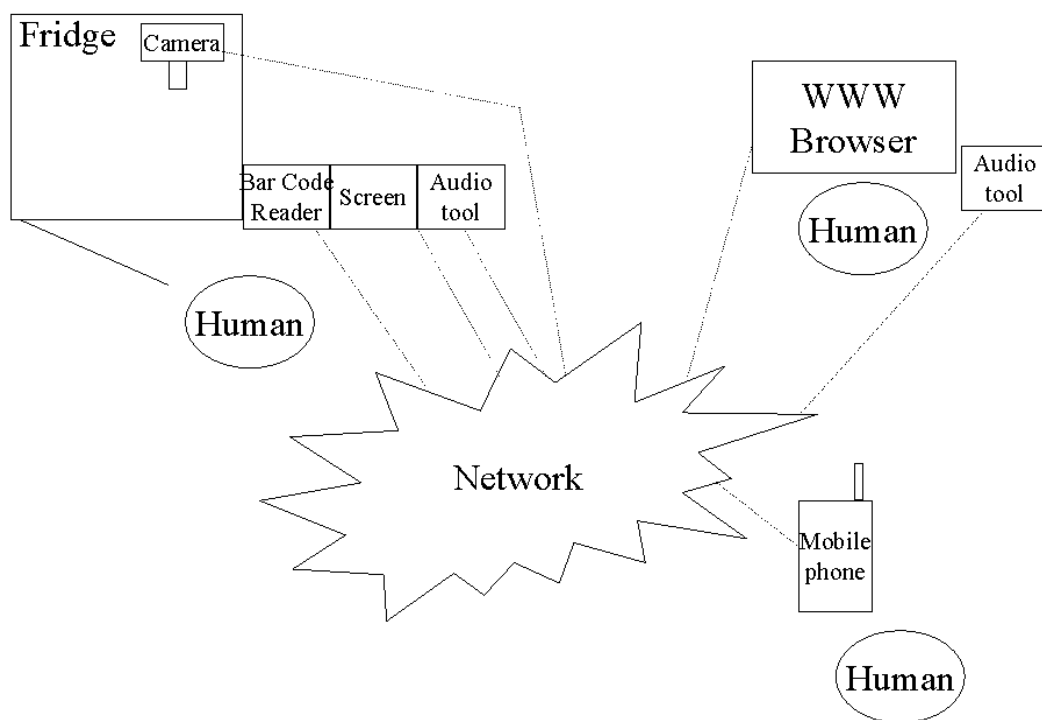 Fridge
Camera
WWW
Browser
Audio
tool
Bar Code
Reader
Screen
Audio
tool
Human
Human
Network
Mobile
phone
Human